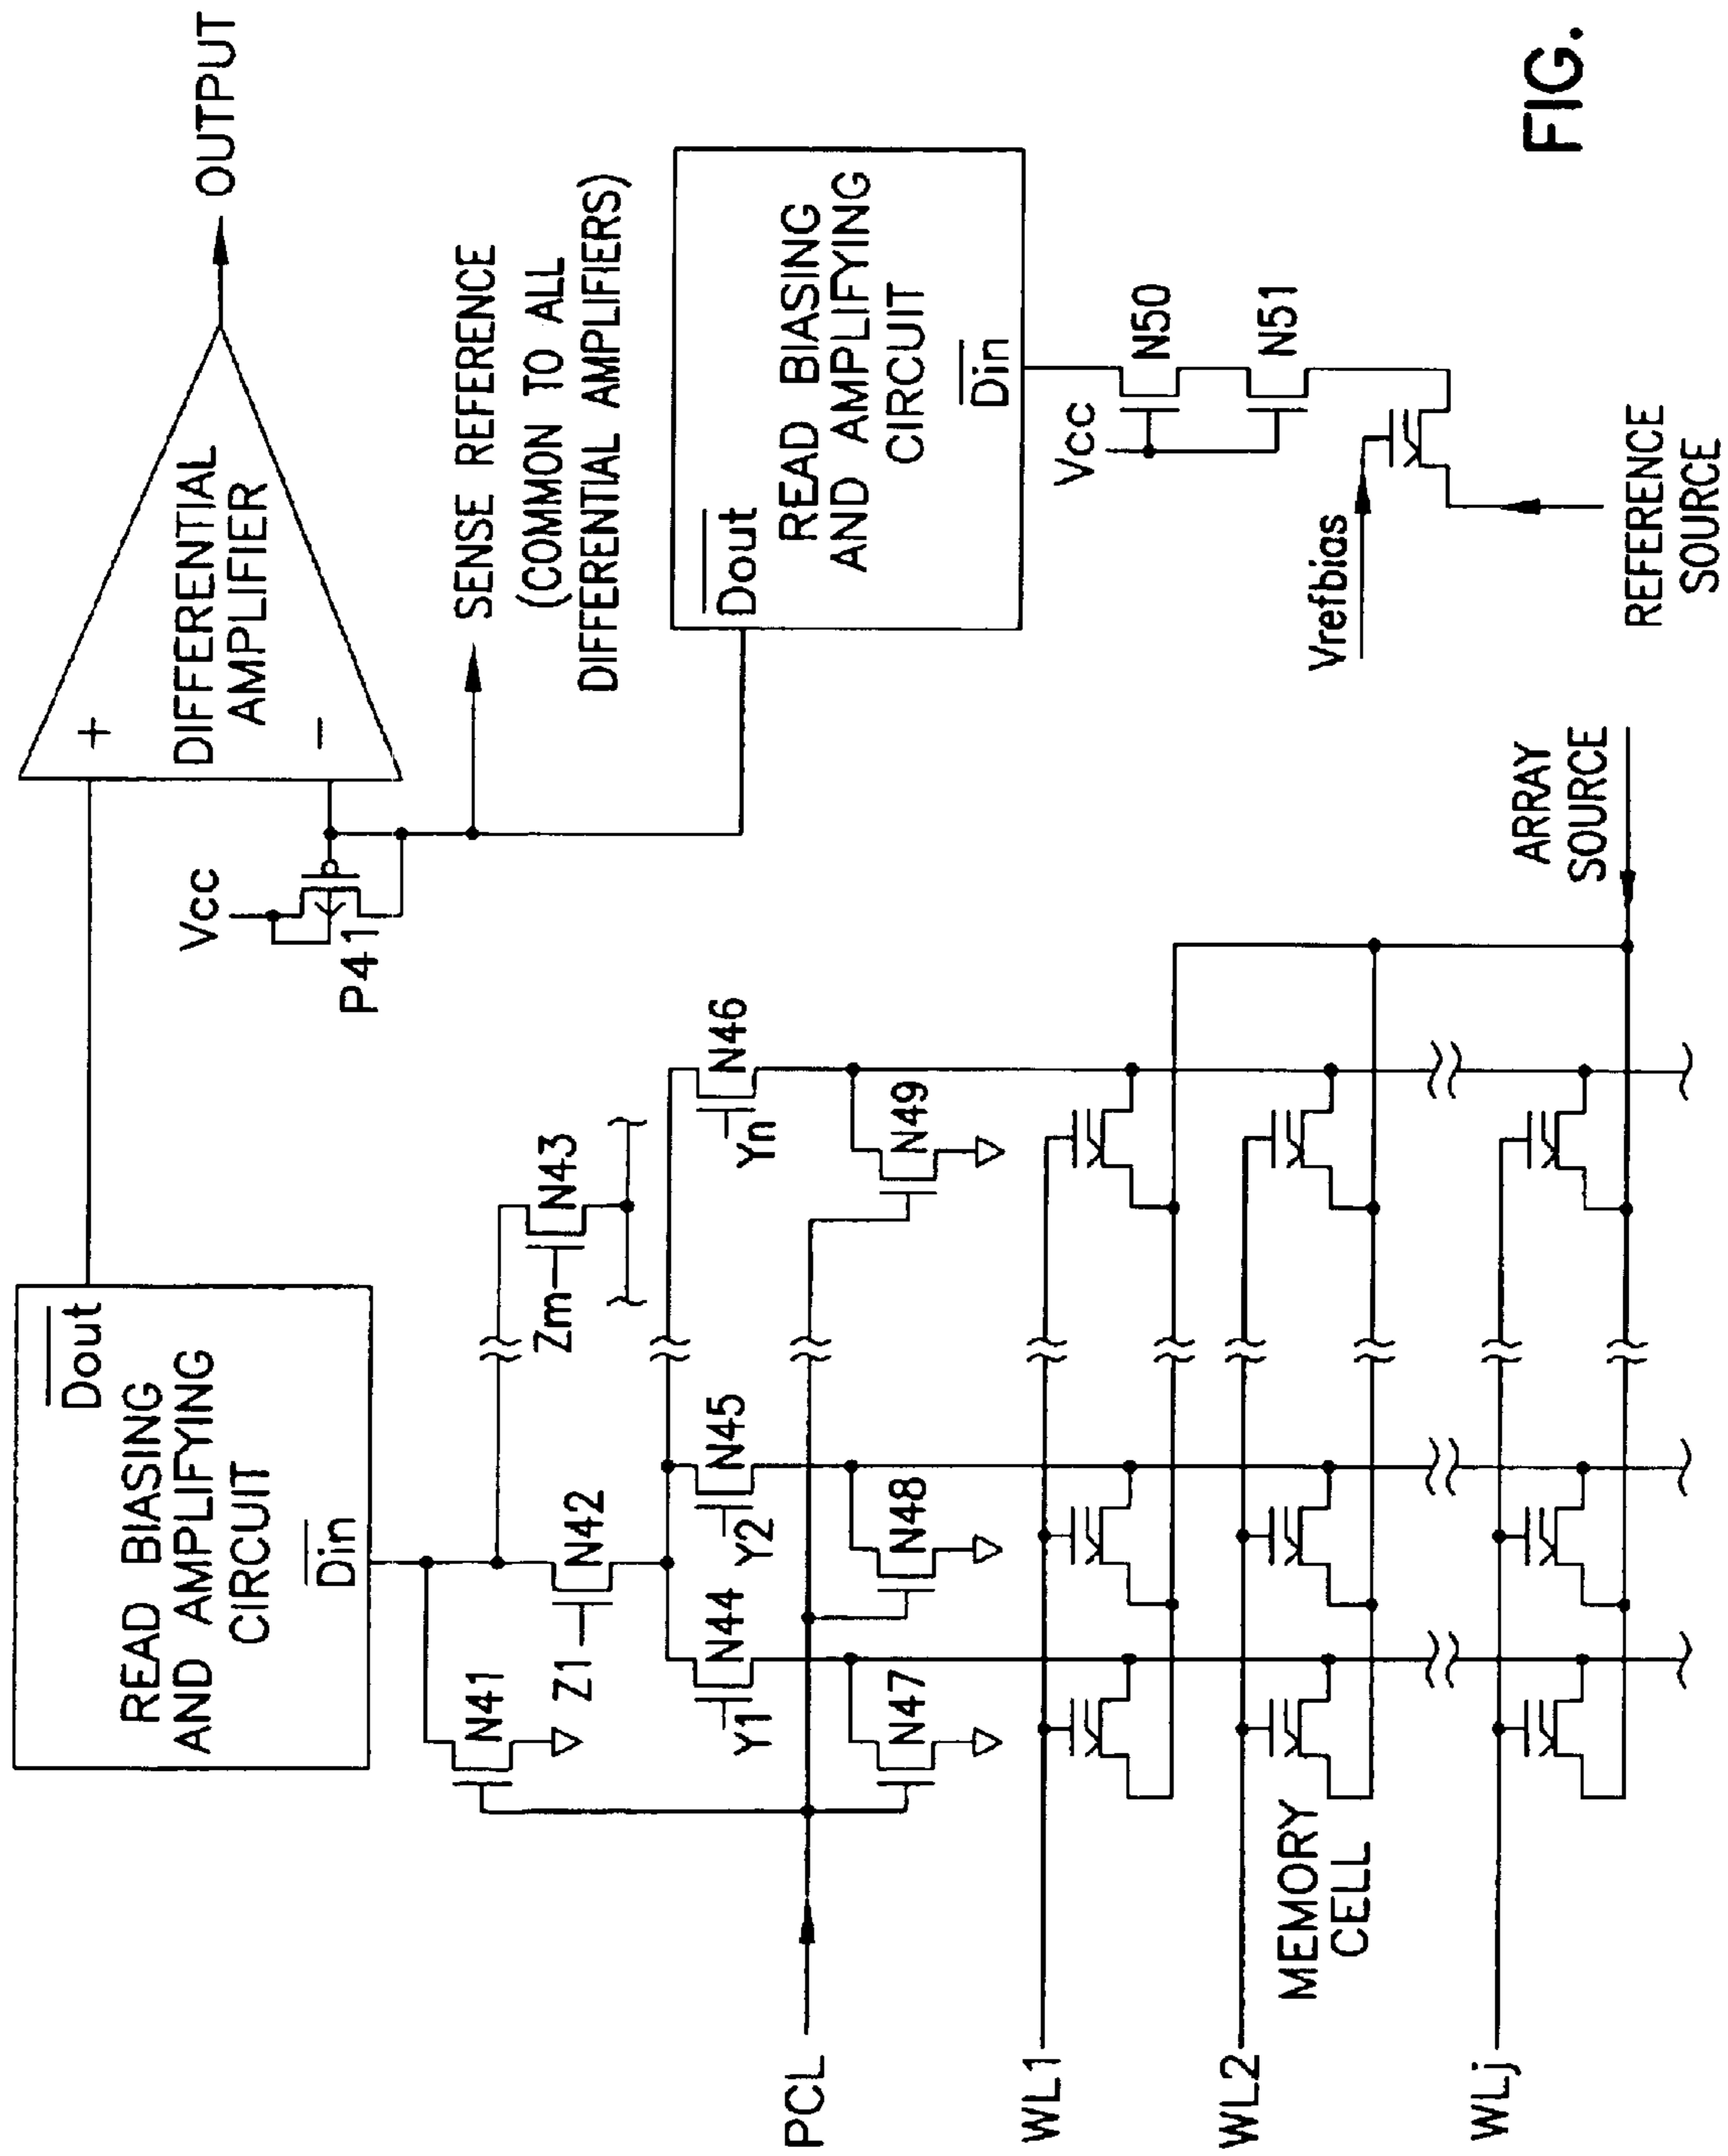 READ BIASING
AND AMPLIFYING
CIRCUIT
Dout
Din
DIFFERENTIAL
AMPLIFIER
+
−
OUTPUT
Vcc
P41
SENSE REFERENCE
(COMMON TO ALL
DIFFERENTIAL AMPLIFIERS)
Dout
READ BIASING
AND AMPLIFYING
CIRCUIT
Din
Vcc
N50
N51
Vrefbias
REFERENCE
SOURCE
N41
Z1
N42
Zm
N43
Y1
N44
Y2
N45
Yn
N46
N47
N48
N49
PCL
WL1
WL2
MEMORY
CELL
WLj
ARRAY
SOURCE
FIG.